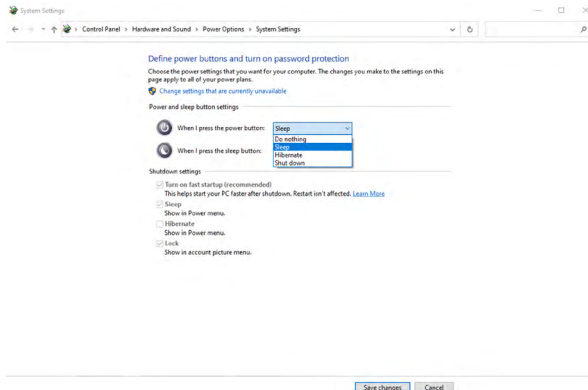 System Settings
Control Panel > Hardware and Sound > Power Options > System Settings
Define power buttons and turn on password protection
Choose the power settings that you want for your computer. The changes you make to the settings on this
page apply to all of your power plans.
Change settings that are currently unavailable
Power and sleep button settings
When I press the power button: Sleep
Do nothing
Sleep
When I press the sleep button: Hibernate
Shut down
Shutdown settings
Turn on fast startup (recommended)
This helps start your PC faster after shutdown. Restart isn't affected. Learn More
Sleep
Show in Power menu.
Hibernate
Show in Power menu.
Lock
Show in account picture menu.
Save changes Cancel